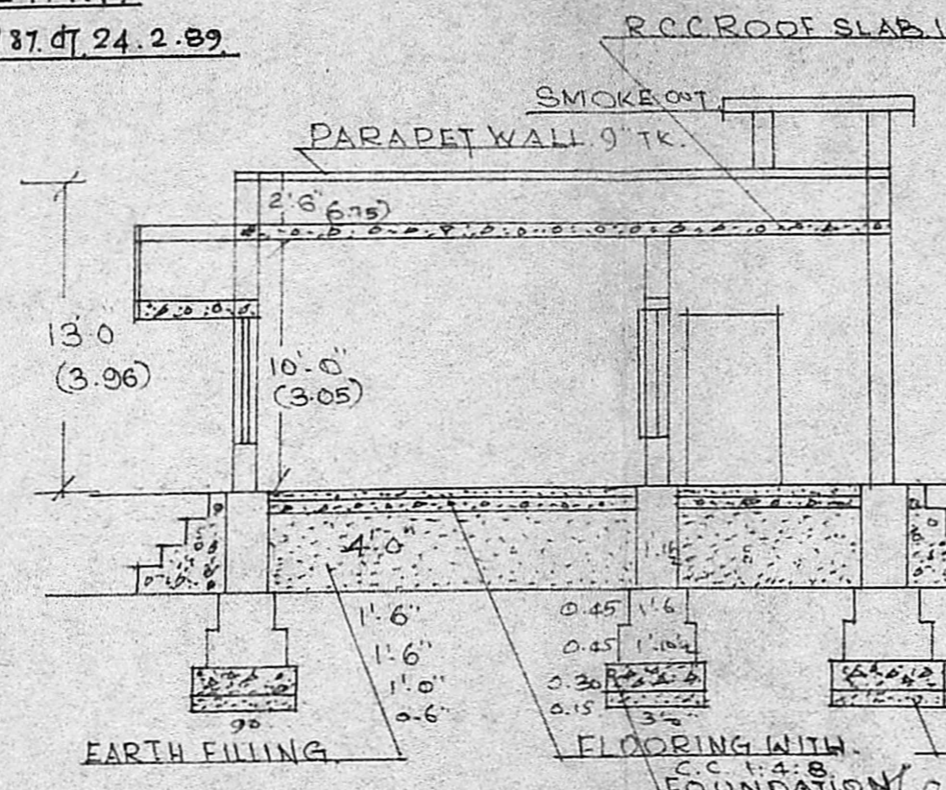 87. dT 24.2.89.
R.C.C. ROOF SLAB
SMOKE OUT
PARAPET WALL 9" TK.
2'-6" (0.75)
13'-0"
(3.96)
10'-0"
(3.05)
4'-0"
1'-6"
1'-6"
1'-0"
0-6"
0.45 1'-6
0.45 1'-10½
0.30
0.15
90
3'-0"
EARTH FILLING
FLOORING WITH
C.C. 1:4:8
FOUNDATION